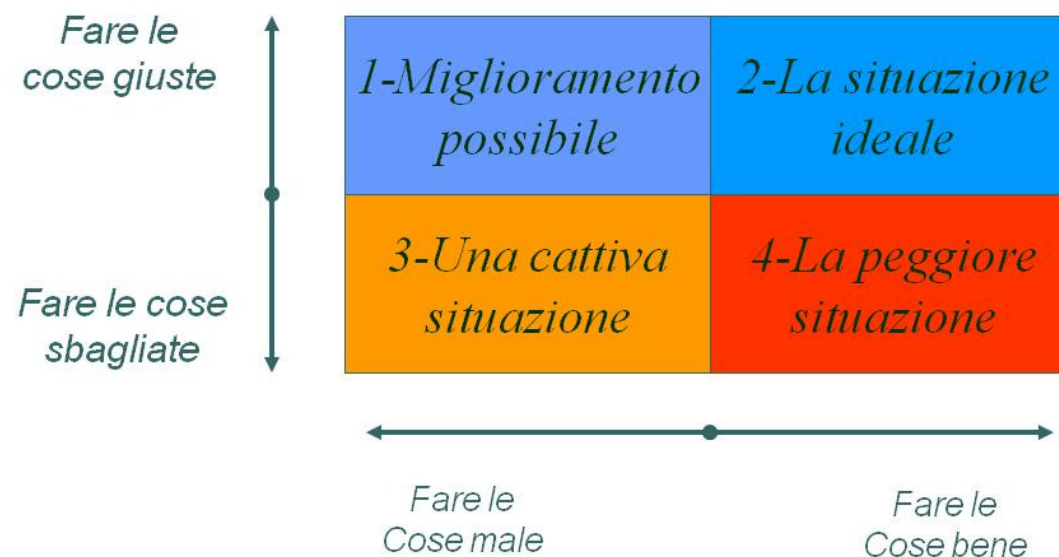 Fare le
cose giuste
1-Miglioramento
possibile
2-La situazione
ideale
Fare le cose
sbagliate
3-Una cattiva
situazione
4-La peggiore
situazione
Fare le
Cose male
Fare le
Cose bene